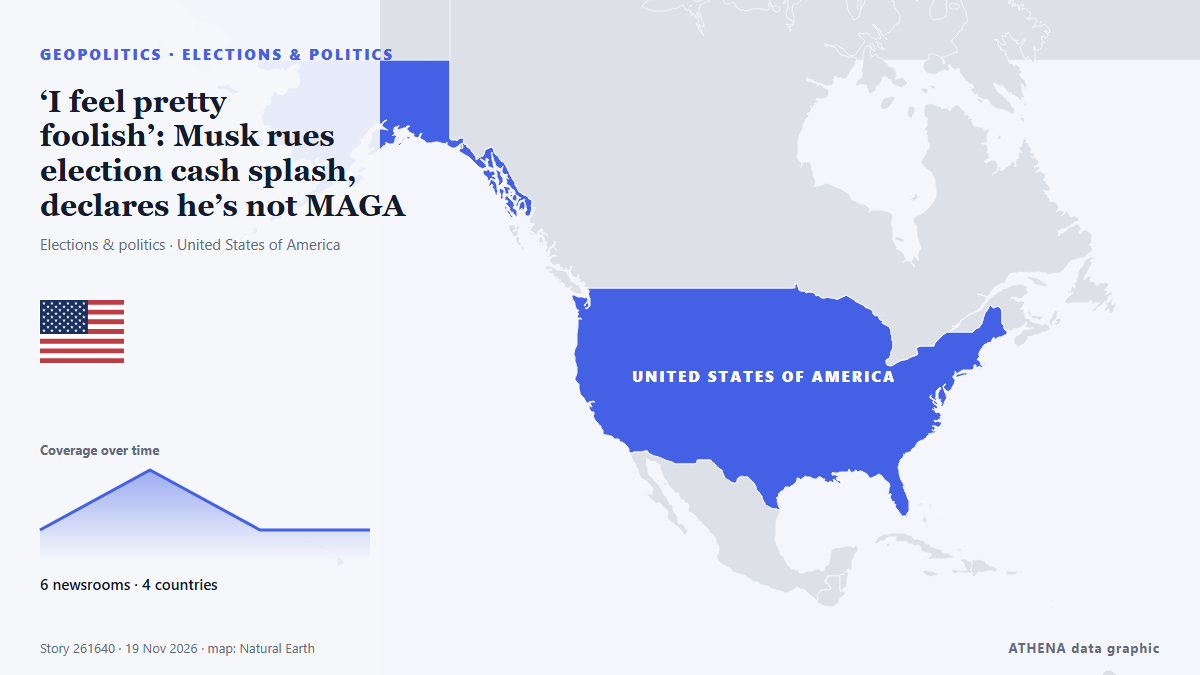 GEOPOLITICS · ELECTIONS & POLITICS
‘I feel pretty
foolish’: Musk rues
election cash splash,
declares he’s not MAGA
Elections & politics · United States of America
UNITED STATES OF AMERICA
Coverage over time
6 newsrooms · 4 countries
Story 261640 · 19 Nov 2026 · map: Natural Earth
ATHENA data graphic